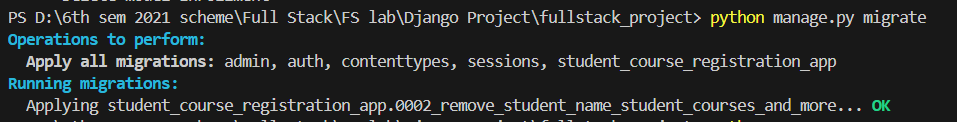 PS D:\6th sem 2021 scheme\Full Stack\FS lab\Django Project\fullstack_project> python manage.py migrate
Operations to perform:
Apply all migrations: admin, auth, contenttypes, sessions, student_course_registration_app
Running migrations:
Applying student_course_registration_app.0002_remove_student_name_student_courses_and_more... OK